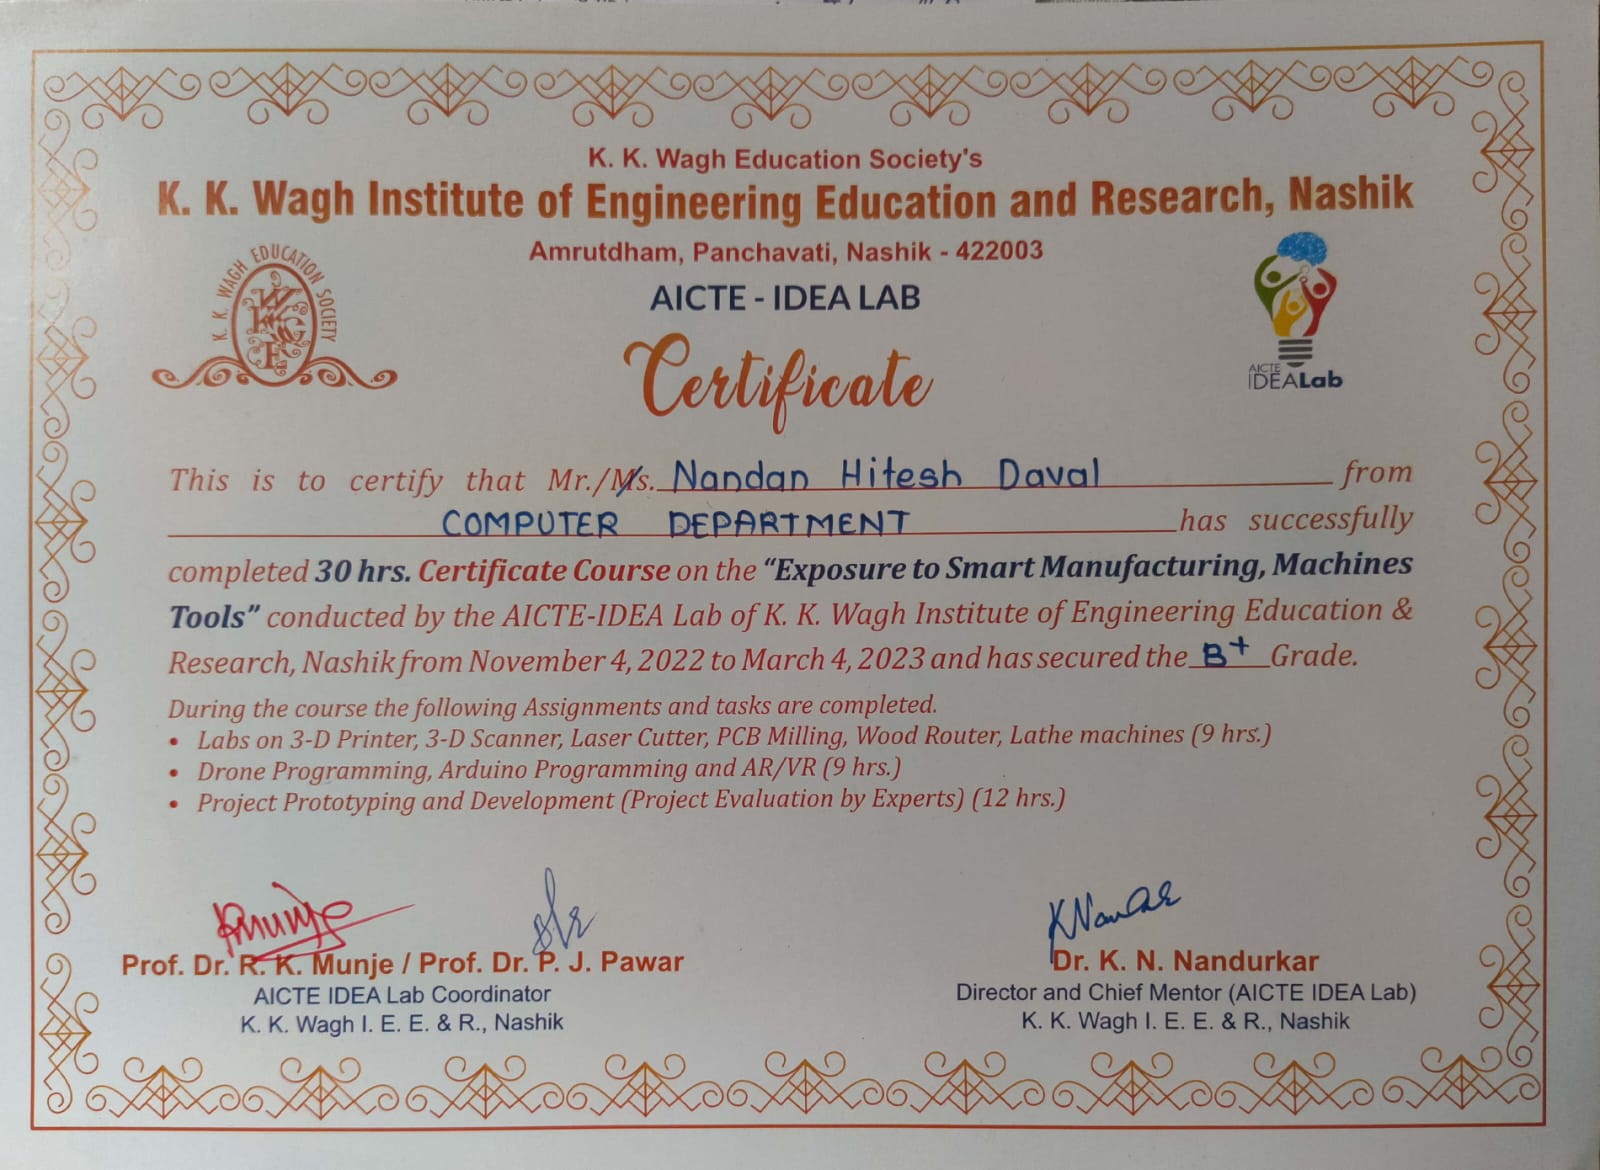 K. K. Wagh Education Society's
K. K. Wagh Institute of Engineering Education and Research, Nashik
Amrutdham, Panchavati, Nashik - 422003
K. K. WAGH EDUCATION SOCIETY
AICTE - IDEA LAB
AICTE
IDEALab
Certificate
This is to certify that Mr./Ms. Nandan Hitesh Daval from
COMPUTER DEPARTMENT has successfully
completed 30 hrs. Certificate Course on the “Exposure to Smart Manufacturing, Machines
Tools” conducted by the AICTE-IDEA Lab of K. K. Wagh Institute of Engineering Education &
Research, Nashik from November 4, 2022 to March 4, 2023 and has secured the B+ Grade.
During the course the following Assignments and tasks are completed.
• Labs on 3-D Printer, 3-D Scanner, Laser Cutter, PCB Milling, Wood Router, Lathe machines (9 hrs.)
• Drone Programming, Arduino Programming and AR/VR (9 hrs.)
• Project Prototyping and Development (Project Evaluation by Experts) (12 hrs.)
Prof. Dr. R. K. Munje / Prof. Dr. P. J. Pawar
AICTE IDEA Lab Coordinator
K. K. Wagh I. E. E. & R., Nashik
Dr. K. N. Nandurkar
Director and Chief Mentor (AICTE IDEA Lab)
K. K. Wagh I. E. E. & R., Nashik